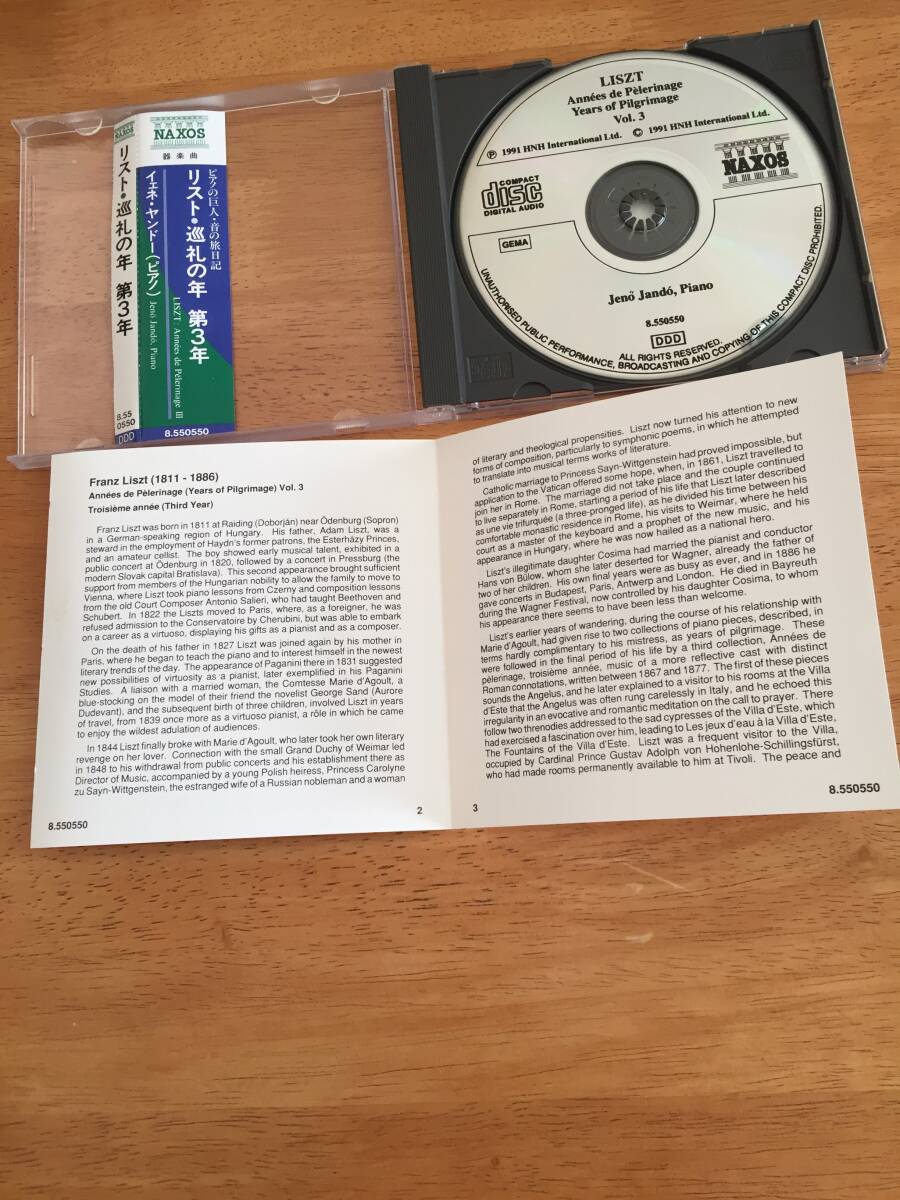 NAXOS
リスト・巡礼の年 第3年
8.55
0550
DDD
NAXOS
器楽曲
ピアノの巨人・音の旅日記
リスト・巡礼の年 第3年
LISZT : Années de Pèlerinage III
イェネ・ヤンドー(ピアノ) Jenő Jandó, Piano
8.550550
LISZT
Années de Pèlerinage
Years of Pilgrimage
Vol. 3
Ⓟ 1991 HNH International Ltd. © 1991 HNH International Ltd.
COMPACT
disc
DIGITAL AUDIO
NAXOS
GEMA
Jenő Jandó, Piano
8.550550
DDD
ALL RIGHTS RESERVED.
UNAUTHORISED PUBLIC PERFORMANCE, BROADCASTING AND COPYING OF THIS COMPACT DISC PROHIBITED.
Franz Liszt (1811 - 1886)
Années de Pèlerinage (Years of Pilgrimage) Vol. 3
Troisième année (Third Year)
Franz Liszt was born in 1811 at Raiding (Doborján) near Ödenburg (Sopron)
in a German-speaking region of Hungary. His father, Adam Liszt, was a
steward in the employment of Haydn's former patrons, the Esterházy Princes,
and an amateur cellist. The boy showed early musical talent, exhibited in a
public concert at Ödenburg in 1820, followed by a concert in Pressburg (the
modern Slovak capital Bratislava). This second appearance brought sufficient
support from members of the Hungarian nobility to allow the family to move to
Vienna, where Liszt took piano lessons from Czerny and composition lessons
from the old Court Composer Antonio Salieri, who had taught Beethoven and
Schubert. In 1822 the Liszts moved to Paris, where, as a foreigner, he was
refused admission to the Conservatoire by Cherubini, but was able to embark
on a career as a virtuoso, displaying his gifts as a pianist and as a composer.
On the death of his father in 1827 Liszt was joined again by his mother in
Paris, where he began to teach the piano and to interest himself in the newest
literary trends of the day. The appearance of Paganini there in 1831 suggested
new possibilities of virtuosity as a pianist, later exemplified in his Paganini
Studies. A liaison with a married woman, the Comtesse Marie d'Agoult, a
blue-stocking on the model of their friend the novelist George Sand (Aurore
Dudevant), and the subsequent birth of three children, involved Liszt in years
of travel, from 1839 once more as a virtuoso pianist, a rôle in which he came
to enjoy the wildest adulation of audiences.
In 1844 Liszt finally broke with Marie d'Agoult, who later took her own literary
revenge on her lover. Connection with the small Grand Duchy of Weimar led
in 1848 to his withdrawal from public concerts and his establishment there as
Director of Music, accompanied by a young Polish heiress, Princess Carolyne
zu Sayn-Wittgenstein, the estranged wife of a Russian nobleman and a woman
8.550550
2
of literary and theological propensities. Liszt now turned his attention to new
forms of composition, particularly to symphonic poems, in which he attempted
to translate into musical terms works of literature.
Catholic marriage to Princess Sayn-Wittgenstein had proved impossible, but
application to the Vatican offered some hope, when, in 1861, Liszt travelled to
join her in Rome. The marriage did not take place and the couple continued
to live separately in Rome, starting a period of his life that Liszt later described
as une vie trifurquée (a three-pronged life), as he divided his time between his
comfortable monastic residence in Rome, his visits to Weimar, where he held
court as a master of the keyboard and a prophet of the new music, and his
appearance in Hungary, where he was now hailed as a national hero.
Liszt's illegitimate daughter Cosima had married the pianist and conductor
Hans von Bülow, whom she later deserted for Wagner, already the father of
two of her children. His own final years were as busy as ever, and in 1886 he
gave concerts in Budapest, Paris, Antwerp and London. He died in Bayreuth
during the Wagner Festival, now controlled by his daughter Cosima, to whom
his appearance there seems to have been less than welcome.
Liszt's earlier years of wandering, during the course of his relationship with
Marie d'Agoult, had given rise to two collections of piano pieces, described, in
terms hardly complimentary to his mistress, as years of pilgrimage. These
were followed in the final period of his life by a third collection, Années de
pèlerinage, troisième année, music of a more reflective cast with distinct
Roman connotations, written between 1867 and 1877. The first of these pieces
sounds the Angelus, and he later explained to a visitor to his rooms at the Villa
d'Este that the Angelus was often rung carelessly in Italy, and he echoed this
irregularity in an evocative and romantic meditation on the call to prayer. There
follow two threnodies addressed to the sad cypresses of the Villa d'Este, which
had exercised a fascination over him, leading to Les jeux d'eau à la Villa d'Este,
The Fountains of the Villa d'Este. Liszt was a frequent visitor to the Villa,
occupied by Cardinal Prince Gustav Adolph von Hohenlohe-Schillingsfürst,
who had made rooms permanently available to him at Tivoli. The peace and
3
8.550550